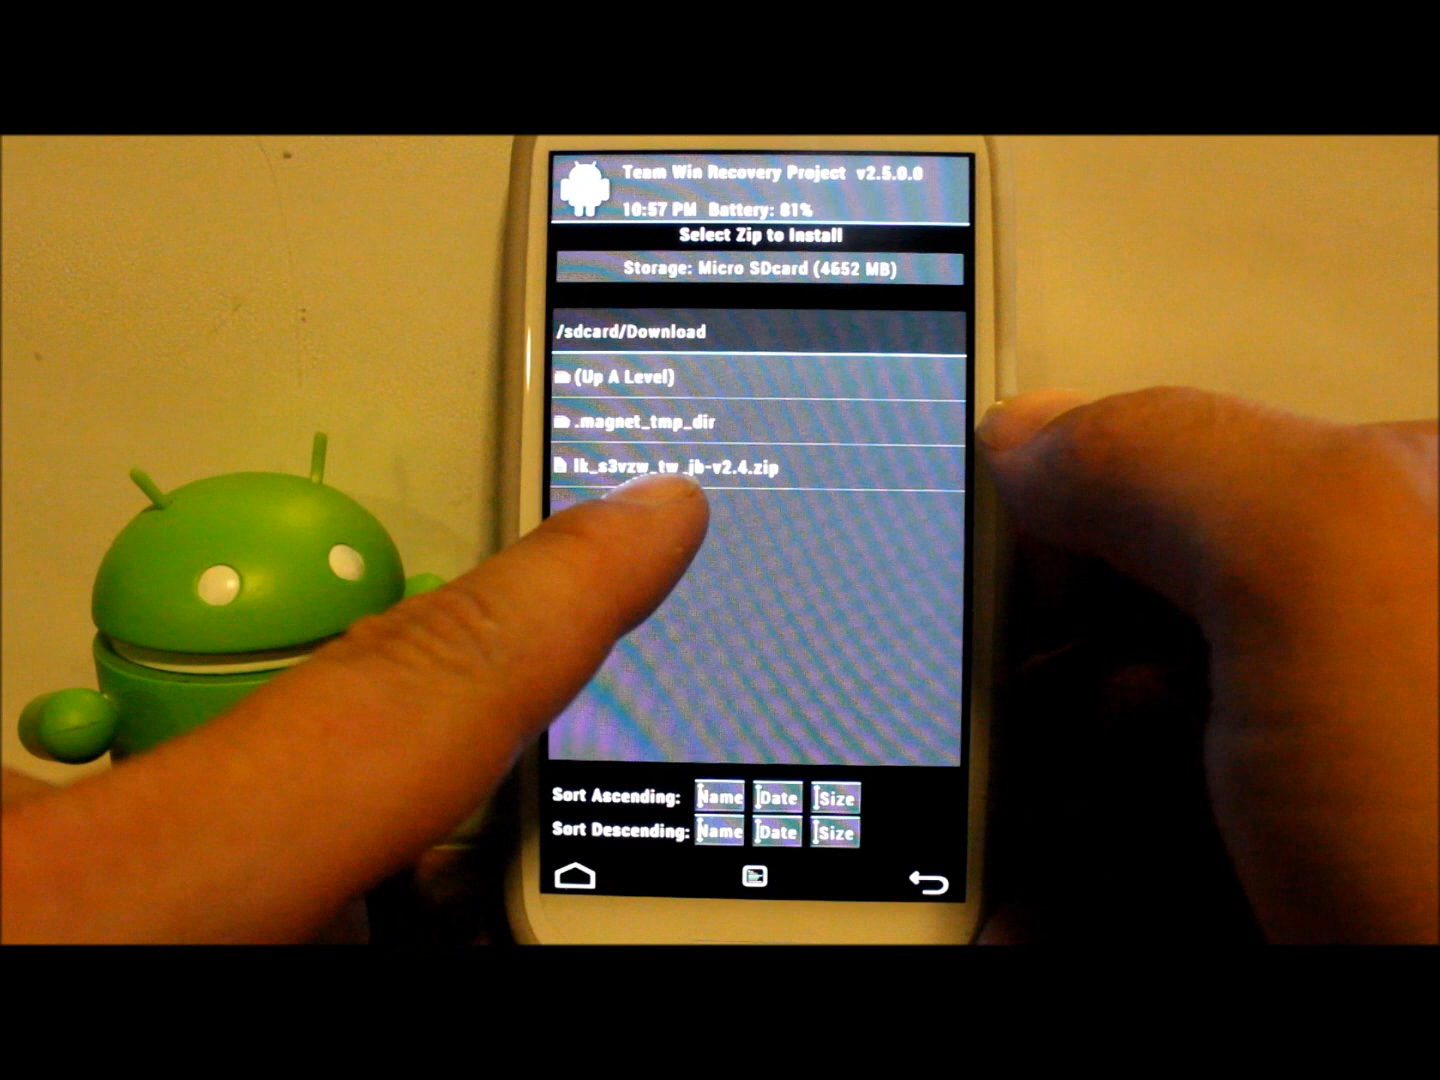 Team Win Recovery Project v2.5.0.0
10:57 PM Battery: 81%
Select Zip to Install
Storage: Micro SDcard (4652 MB)
/sdcard/Download
(Up A Level)
.magnet_tmp_dir
lk_s3vzw_tw_jb-v2.4.zip
Sort Ascending: Name Date Size
Sort Descending: Name Date Size